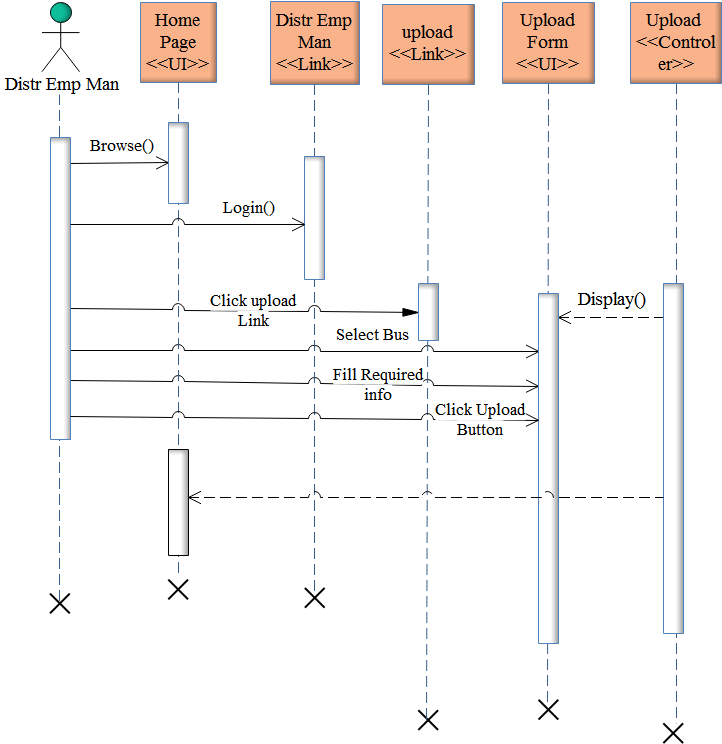 Distr Emp Man
Home
Page
<<UI>>
Distr Emp
Man
<<Link>>
upload
<<Link>>
Upload
Form
<<UI>>
Upload
<<Control
er>>
Browse()
Login()
Click upload
Link
Display()
Select Bus
Fill Required
info
Click Upload
Button